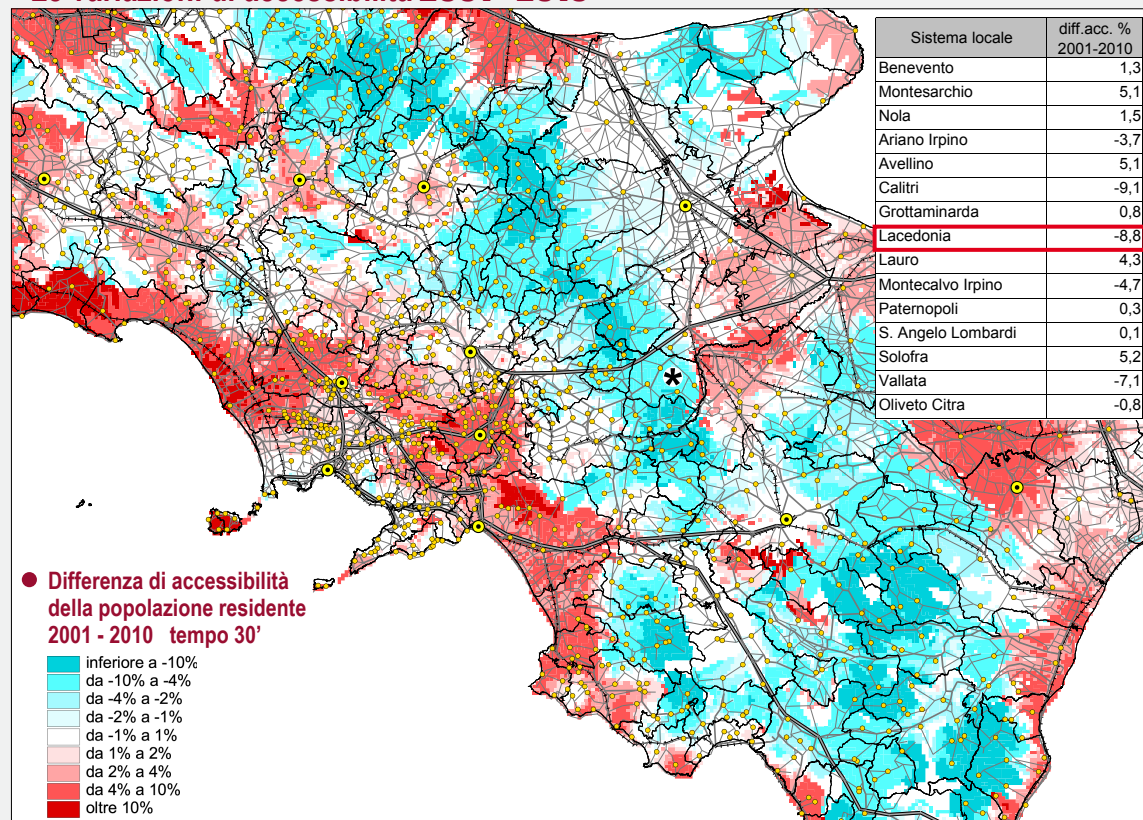 Sistema locale diff.acc. % 2001-2010
Benevento 1,3
Montesarchio 5,1
Nola 1,5
Ariano Irpino -3,7
Avellino 5,1
Calitri -9,1
Grottaminarda 0,8
Lacedonia -8,8
Lauro 4,3
Montecalvo Irpino -4,7
Paternopoli 0,3
S. Angelo Lombardi 0,1
Solofra 5,2
Vallata -7,1
Oliveto Citra -0,8
*
● Differenza di accessibilità
della popolazione residente
2001 - 2010 tempo 30'
inferiore a -10%
da -10% a -4%
da -4% a -2%
da -2% a -1%
da -1% a 1%
da 1% a 2%
da 2% a 4%
da 4% a 10%
oltre 10%